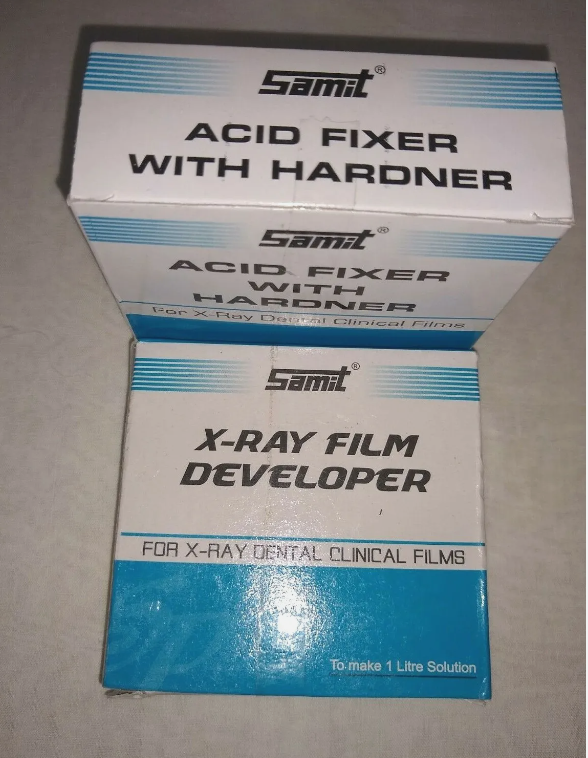 Samit®
ACID FIXER
WITH HARDNER
Samit®
ACID FIXER
WITH
HARDNER
For X-Ray Dental Clinical Films
Samit®
X-RAY FILM
DEVELOPER
FOR X-RAY DENTAL CLINICAL FILMS
To make 1 Litre Solution